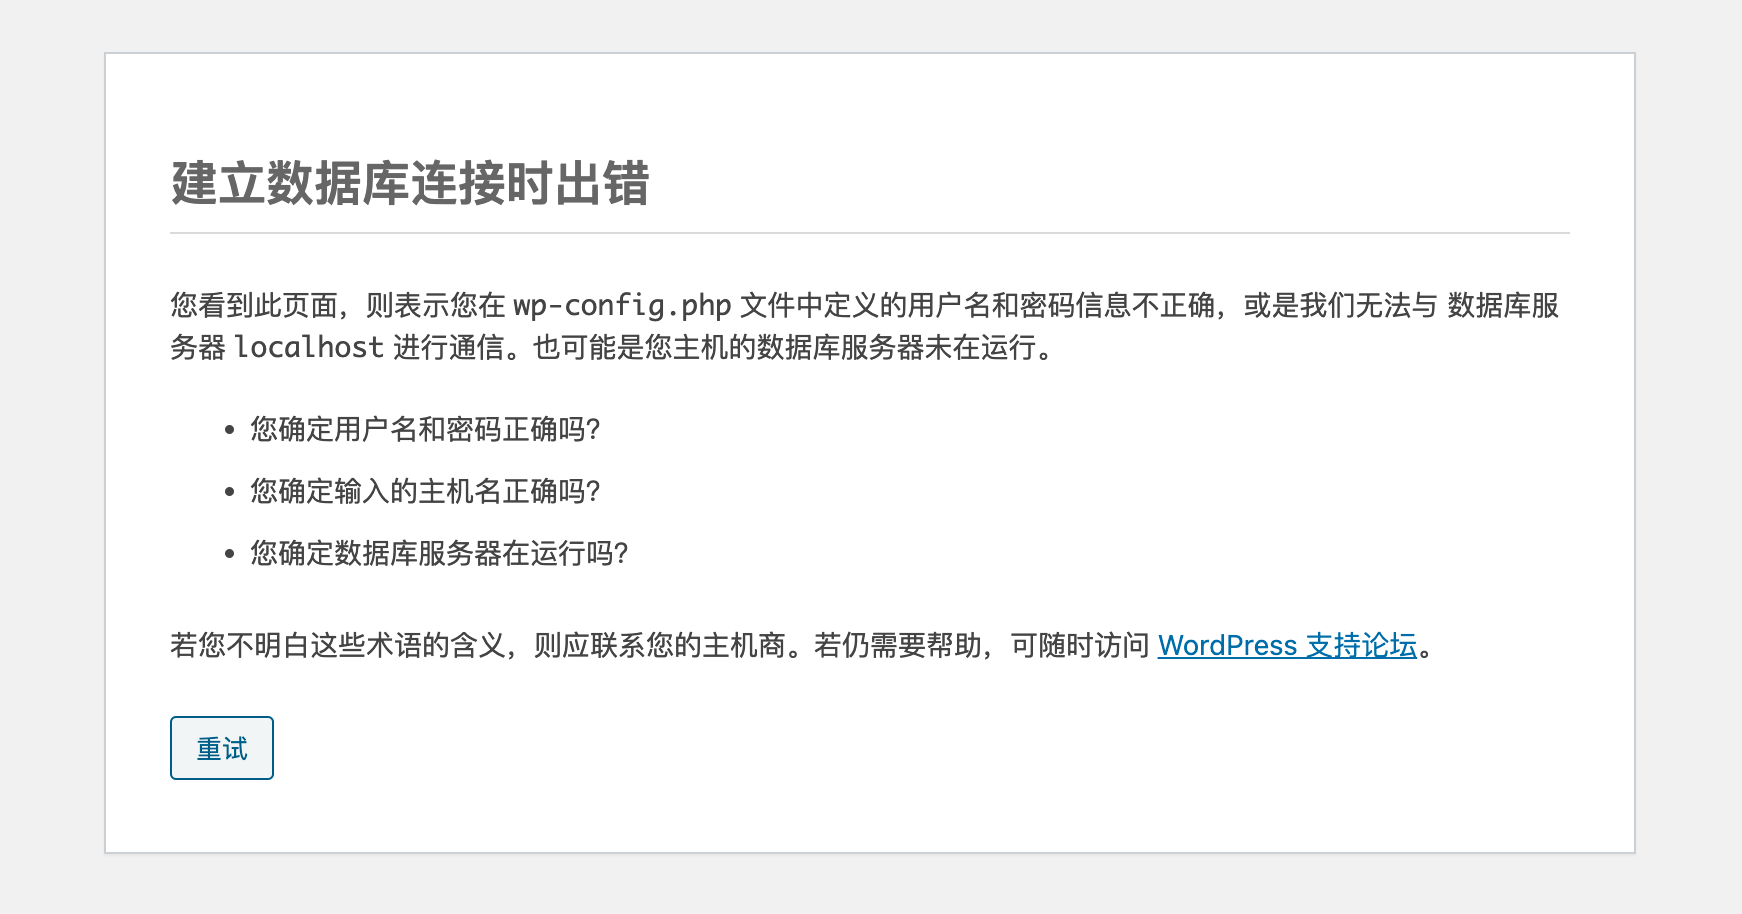 建立数据库连接时出错
您看到此页面，则表示您在 wp-config.php 文件中定义的用户名和密码信息不正确，或是我们无法与 数据库服
务器 localhost 进行通信。也可能是您主机的数据库服务器未在运行。
• 您确定用户名和密码正确吗？
• 您确定输入的主机名正确吗？
• 您确定数据库服务器在运行吗？
若您不明白这些术语的含义，则应联系您的主机商。若仍需要帮助，可随时访问 WordPress 支持论坛。
重试